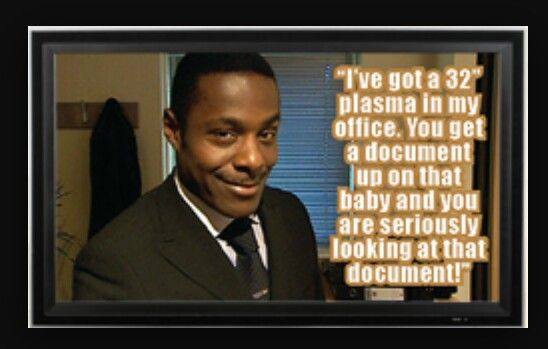 "I've got a 32"
plasma in my
office. You get
a document
up on that
baby and you
are seriously
looking at that
document!"